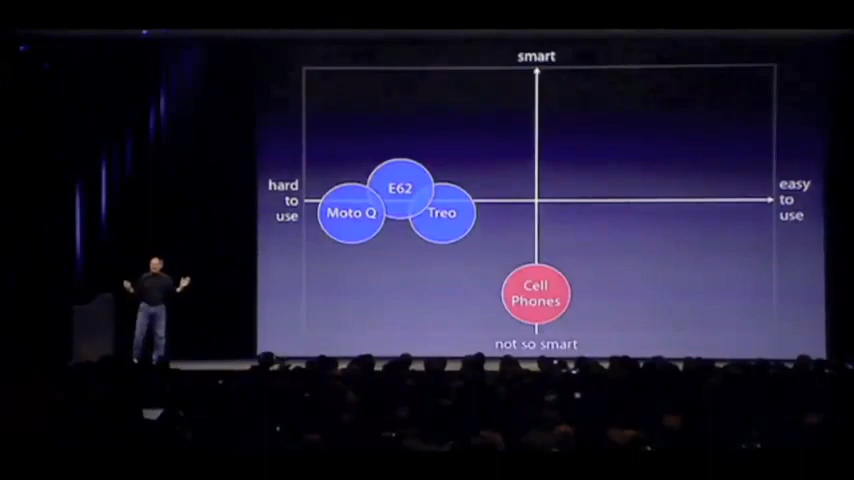 smart
hard
to
use
easy
to
use
E62
Moto Q
Treo
Cell
Phones
not so smart